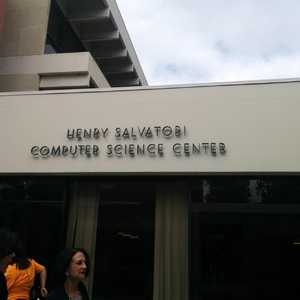 HENRY SALVATORI
COMPUTER SCIENCE CENTER